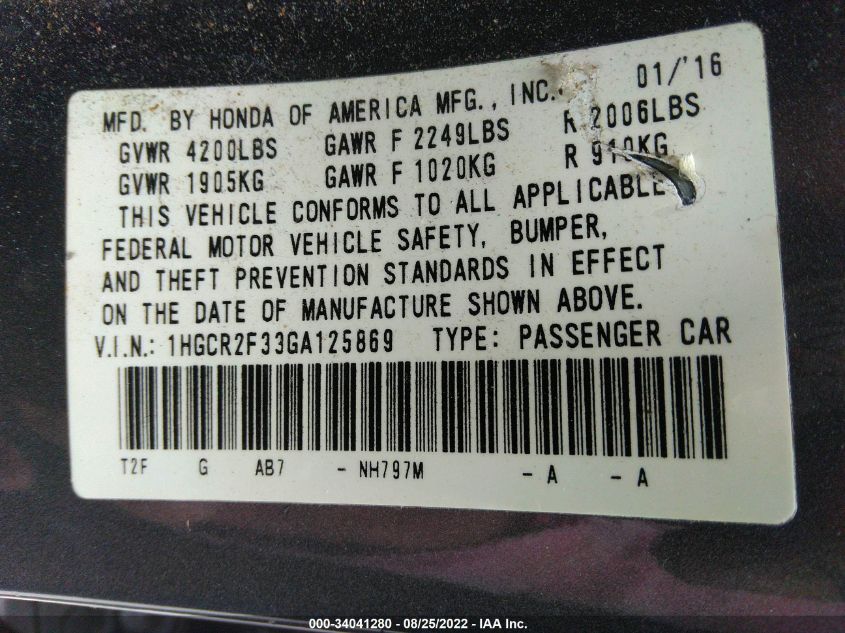 MFD. BY HONDA OF AMERICA MFG., INC. 01/'16
GVWR 4200LBS GAWR F 2249LBS R 2006LBS
GVWR 1905KG GAWR F 1020KG R 910KG
THIS VEHICLE CONFORMS TO ALL APPLICABLE
FEDERAL MOTOR VEHICLE SAFETY, BUMPER,
AND THEFT PREVENTION STANDARDS IN EFFECT
ON THE DATE OF MANUFACTURE SHOWN ABOVE.
V.I.N.: 1HGCR2F33GA125869 TYPE: PASSENGER CAR
T2F G AB7 - NH797M - A - A
000-34041280 - 08/25/2022 - IAA Inc.